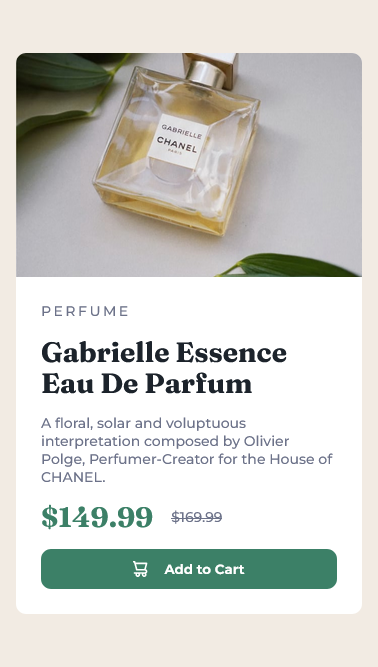 GABRIELLE
CHANEL
PARIS
PERFUME
Gabrielle Essence
Eau De Parfum
A floral, solar and voluptuous
interpretation composed by Olivier
Polge, Perfumer-Creator for the House of
CHANEL.
$149.99 $169.99
Add to Cart